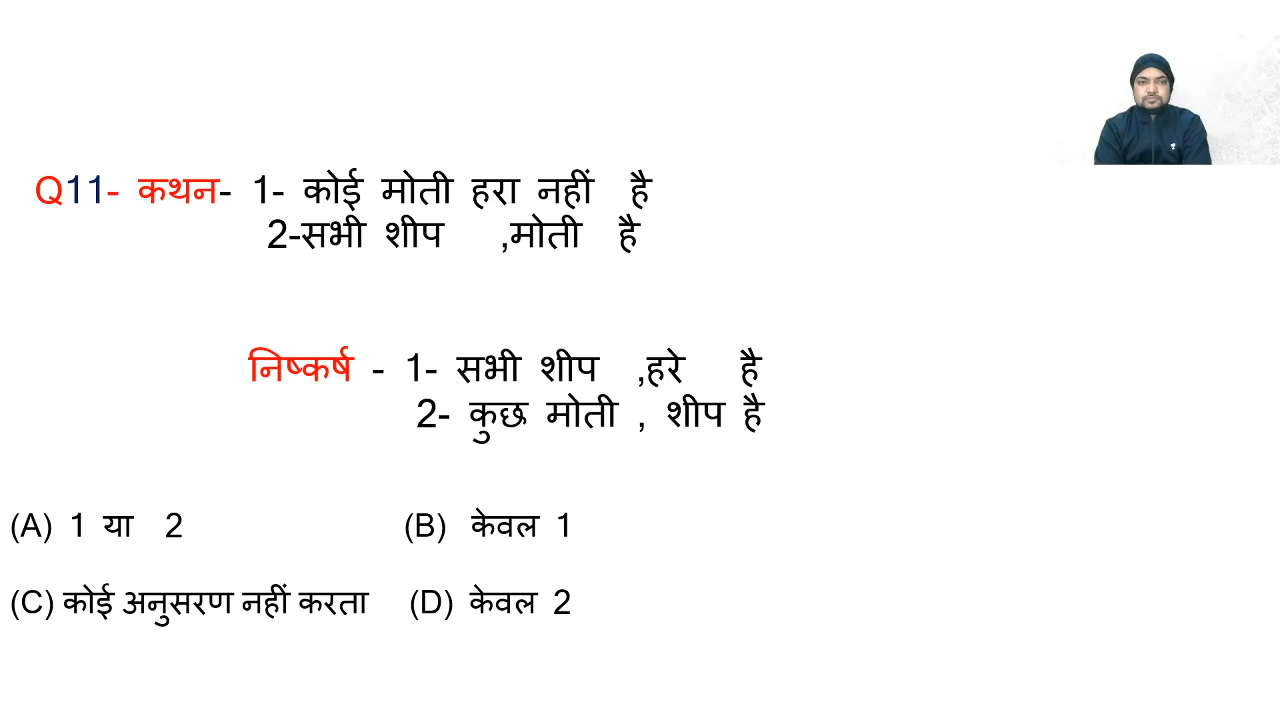 Q11- कथन- 1- कोई मोती हरा नहीं है
2-सभी शीप ,मोती है
निष्कर्ष - 1- सभी शीप ,हरे है
2- कुछ मोती , शीप है
(A) 1 या 2 (B) केवल 1
(C) कोई अनुसरण नहीं करता (D) केवल 2